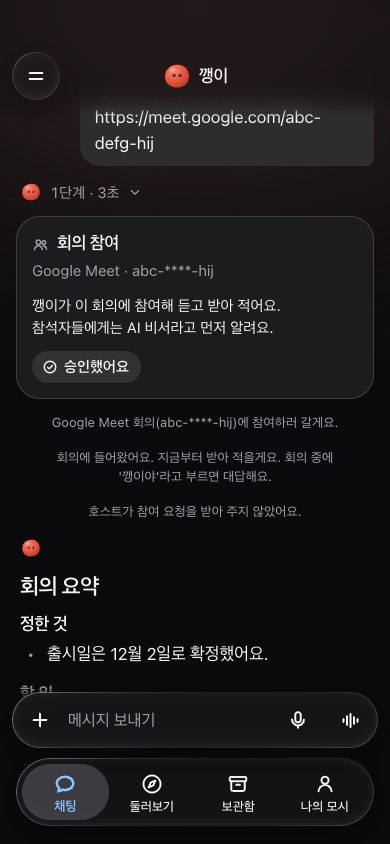 깽이
https://meet.google.com/abc-
defg-hij
1단계 · 3초
회의 참여
Google Meet · abc-****-hij
깽이가 이 회의에 참여해 듣고 받아 적어요.
참석자들에게는 AI 비서라고 먼저 알려요.
승인했어요
Google Meet 회의(abc-****-hij)에 참여하러 갈게요.
회의에 들어왔어요. 지금부터 받아 적을게요. 회의 중에
'깽이야'라고 부르면 대답해요.
호스트가 참여 요청을 받아 주지 않았어요.
회의 요약
정한 것
• 출시일은 12월 2일로 확정했어요.
메시지 보내기
채팅
둘러보기
보관함
나의 모시